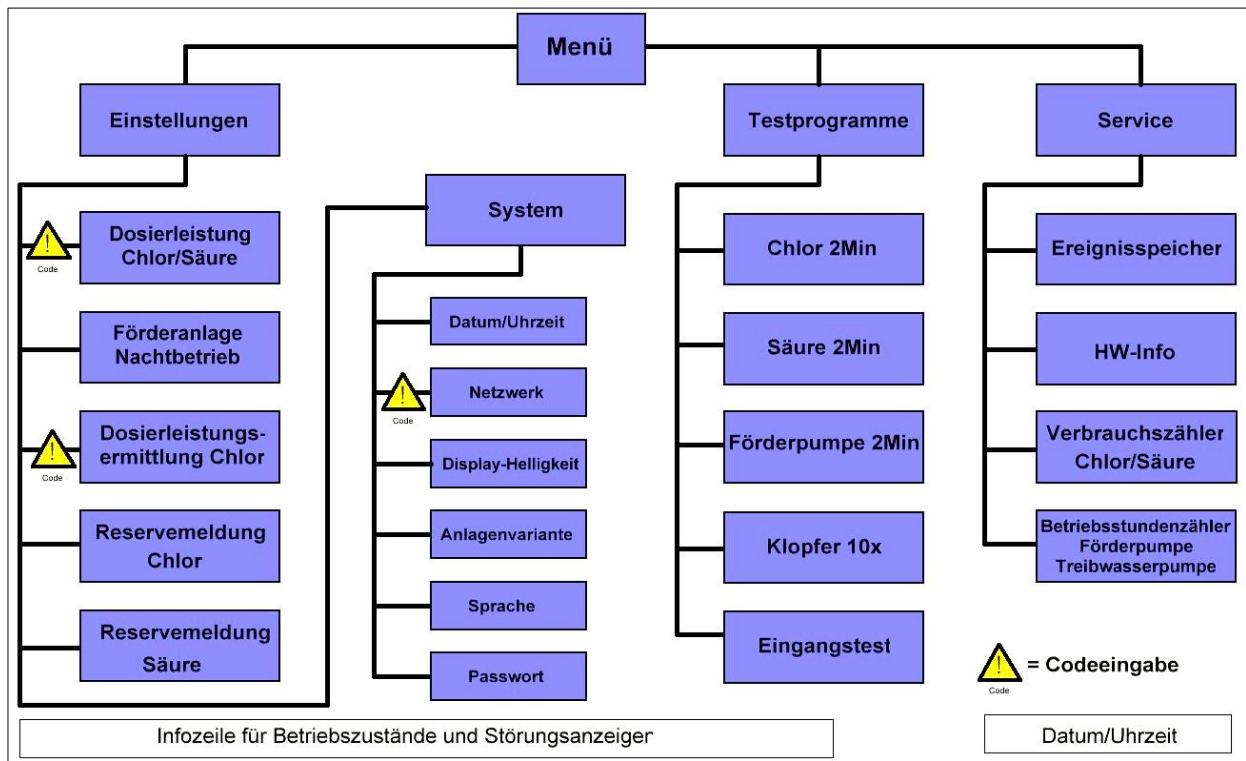 Menü
Einstellungen
Dosierleistung
Chlor/Säure
Code
Förderanlage
Nachtbetrieb
Dosierleistungs-
ermittlung Chlor
Code
Reservemeldung
Chlor
Reservemeldung
Säure
System
Datum/Uhrzeit
Netzwerk
Code
Display-Helligkeit
Anlagenvariante
Sprache
Passwort
Testprogramme
Chlor 2Min
Säure 2Min
Förderpumpe 2Min
Klopfer 10x
Eingangstest
Service
Ereignisspeicher
HW-Info
Verbrauchszähler
Chlor/Säure
Betriebsstundenzähler
Förderpumpe
Treibwasserpumpe
= Codeeingabe
Code
Infozeile für Betriebszustände und Störungsanzeigen
Datum/Uhrzeit